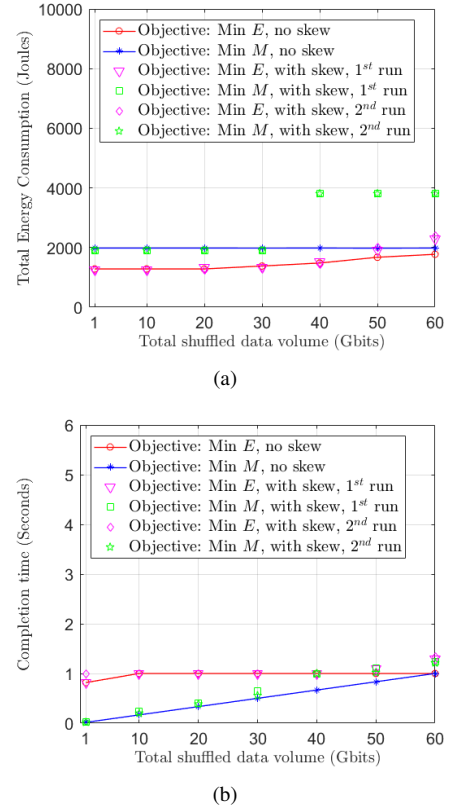 10000
8000
6000
4000
2000
0
Total Energy Consumption (Joules)
Objective: Min E, no skew
Objective: Min M, no skew
Objective: Min E, with skew, 1st run
Objective: Min M, with skew, 1st run
Objective: Min E, with skew, 2nd run
Objective: Min M, with skew, 2nd run
1 10 20 30 40 50 60
Total shuffled data volume (Gbits)
(a)
6
5
4
3
2
1
0
Completion time (Seconds)
Objective: Min E, no skew
Objective: Min M, no skew
Objective: Min E, with skew, 1st run
Objective: Min M, with skew, 1st run
Objective: Min E, with skew, 2nd run
Objective: Min M, with skew, 2nd run
1 10 20 30 40 50 60
Total shuffled data volume (Gbits)
(b)